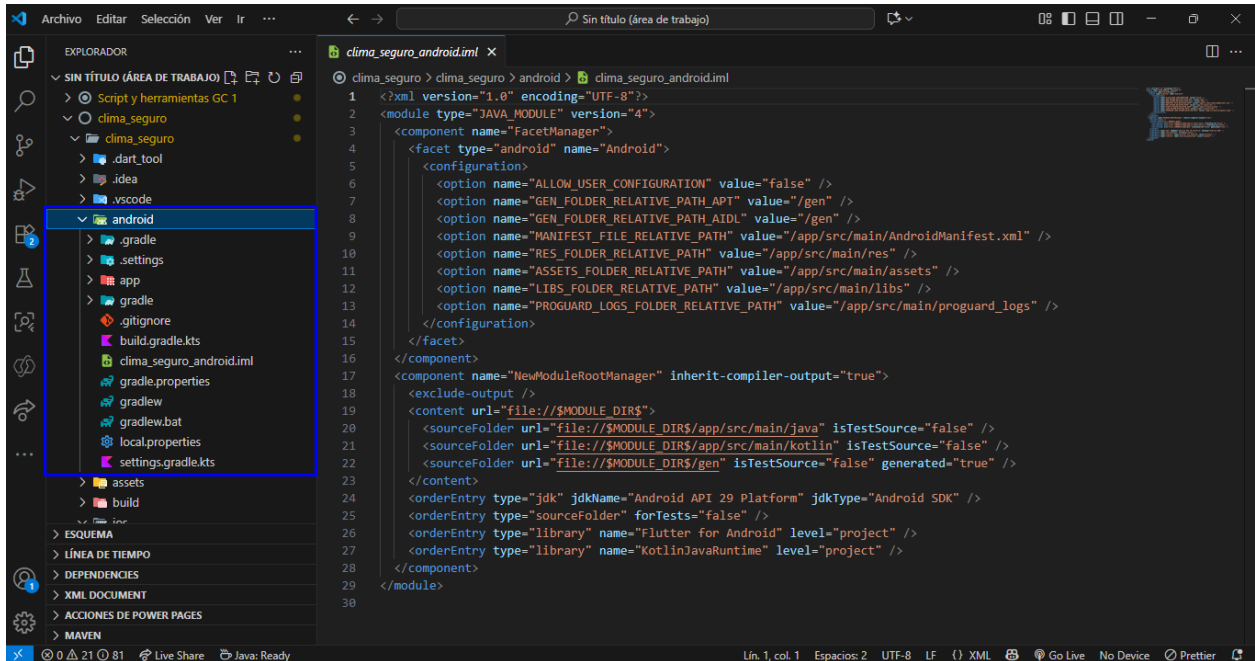 Archivo Editar Selección Ver Ir ···
Sin título (área de trabajo)
EXPLORADOR
SIN TÍTULO (ÁREA DE TRABAJO)
Script y herramientas GC 1
clima_seguro
clima_seguro
.dart_tool
.idea
.vscode
android
.gradle
.settings
app
gradle
.gitignore
build.gradle.kts
clima_seguro_android.iml
gradle.properties
gradlew
gradlew.bat
local.properties
settings.gradle.kts
assets
build
ios
ESQUEMA
LÍNEA DE TIEMPO
DEPENDENCIES
XML DOCUMENT
ACCIONES DE POWER PAGES
MAVEN
2
1
clima_seguro_android.iml
clima_seguro > clima_seguro > android > clima_seguro_android.iml
1 <?xml version="1.0" encoding="UTF-8"?>
2 <module type="JAVA_MODULE" version="4">
3 <component name="FacetManager">
4 <facet type="android" name="Android">
5 <configuration>
6 <option name="ALLOW_USER_CONFIGURATION" value="false" />
7 <option name="GEN_FOLDER_RELATIVE_PATH_APT" value="/gen" />
8 <option name="GEN_FOLDER_RELATIVE_PATH_AIDL" value="/gen" />
9 <option name="MANIFEST_FILE_RELATIVE_PATH" value="/app/src/main/AndroidManifest.xml" />
10 <option name="RES_FOLDER_RELATIVE_PATH" value="/app/src/main/res" />
11 <option name="ASSETS_FOLDER_RELATIVE_PATH" value="/app/src/main/assets" />
12 <option name="LIBS_FOLDER_RELATIVE_PATH" value="/app/src/main/libs" />
13 <option name="PROGUARD_LOGS_FOLDER_RELATIVE_PATH" value="/app/src/main/proguard_logs" />
14 </configuration>
15 </facet>
16 </component>
17 <component name="NewModuleRootManager" inherit-compiler-output="true">
18 <exclude-output />
19 <content url="file://$MODULE_DIR$">
20 <sourceFolder url="file://$MODULE_DIR$/app/src/main/java" isTestSource="false" />
21 <sourceFolder url="file://$MODULE_DIR$/app/src/main/kotlin" isTestSource="false" />
22 <sourceFolder url="file://$MODULE_DIR$/gen" isTestSource="false" generated="true" />
23 </content>
24 <orderEntry type="jdk" jdkName="Android API 29 Platform" jdkType="Android SDK" />
25 <orderEntry type="sourceFolder" forTests="false" />
26 <orderEntry type="library" name="Flutter for Android" level="project" />
27 <orderEntry type="library" name="KotlinJavaRuntime" level="project" />
28 </component>
29 </module>
30
0 21 81 Live Share Java: Ready Lín. 1, col. 1 Espacios: 2 UTF-8 LF {} XML Go Live No Device Prettier